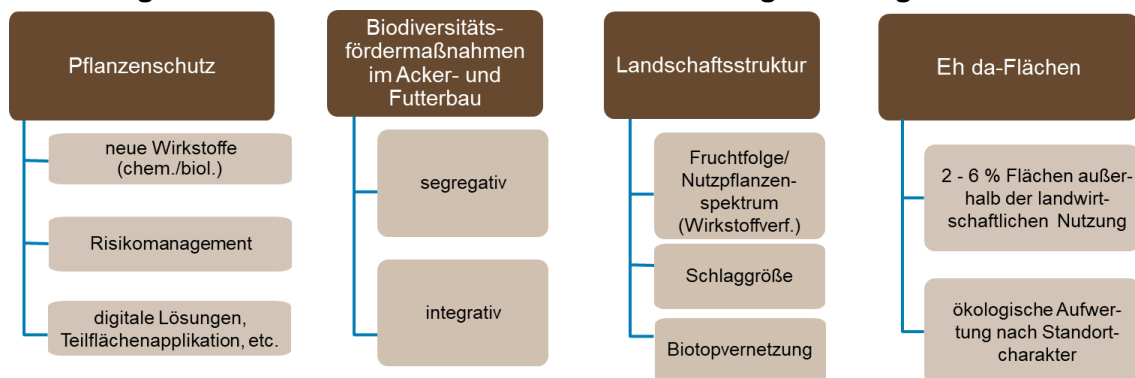 Pflanzenschutz
neue Wirkstoffe
(chem./biol.)
Risikomanagement
digitale Lösungen,
Teilflächenapplikation, etc.
Biodiversitäts-
fördermaßnahmen
im Acker- und
Futterbau
segregativ
integrativ
Landschaftsstruktur
Fruchtfolge/
Nutzpflanzen-
spektrum
(Wirkstoffverf.)
Schlaggröße
Biotopvernetzung
Eh da-Flächen
2 - 6 % Flächen außer-
halb der landwirt-
schaftlichen Nutzung
ökologische Aufwer-
tung nach Standort-
charakter